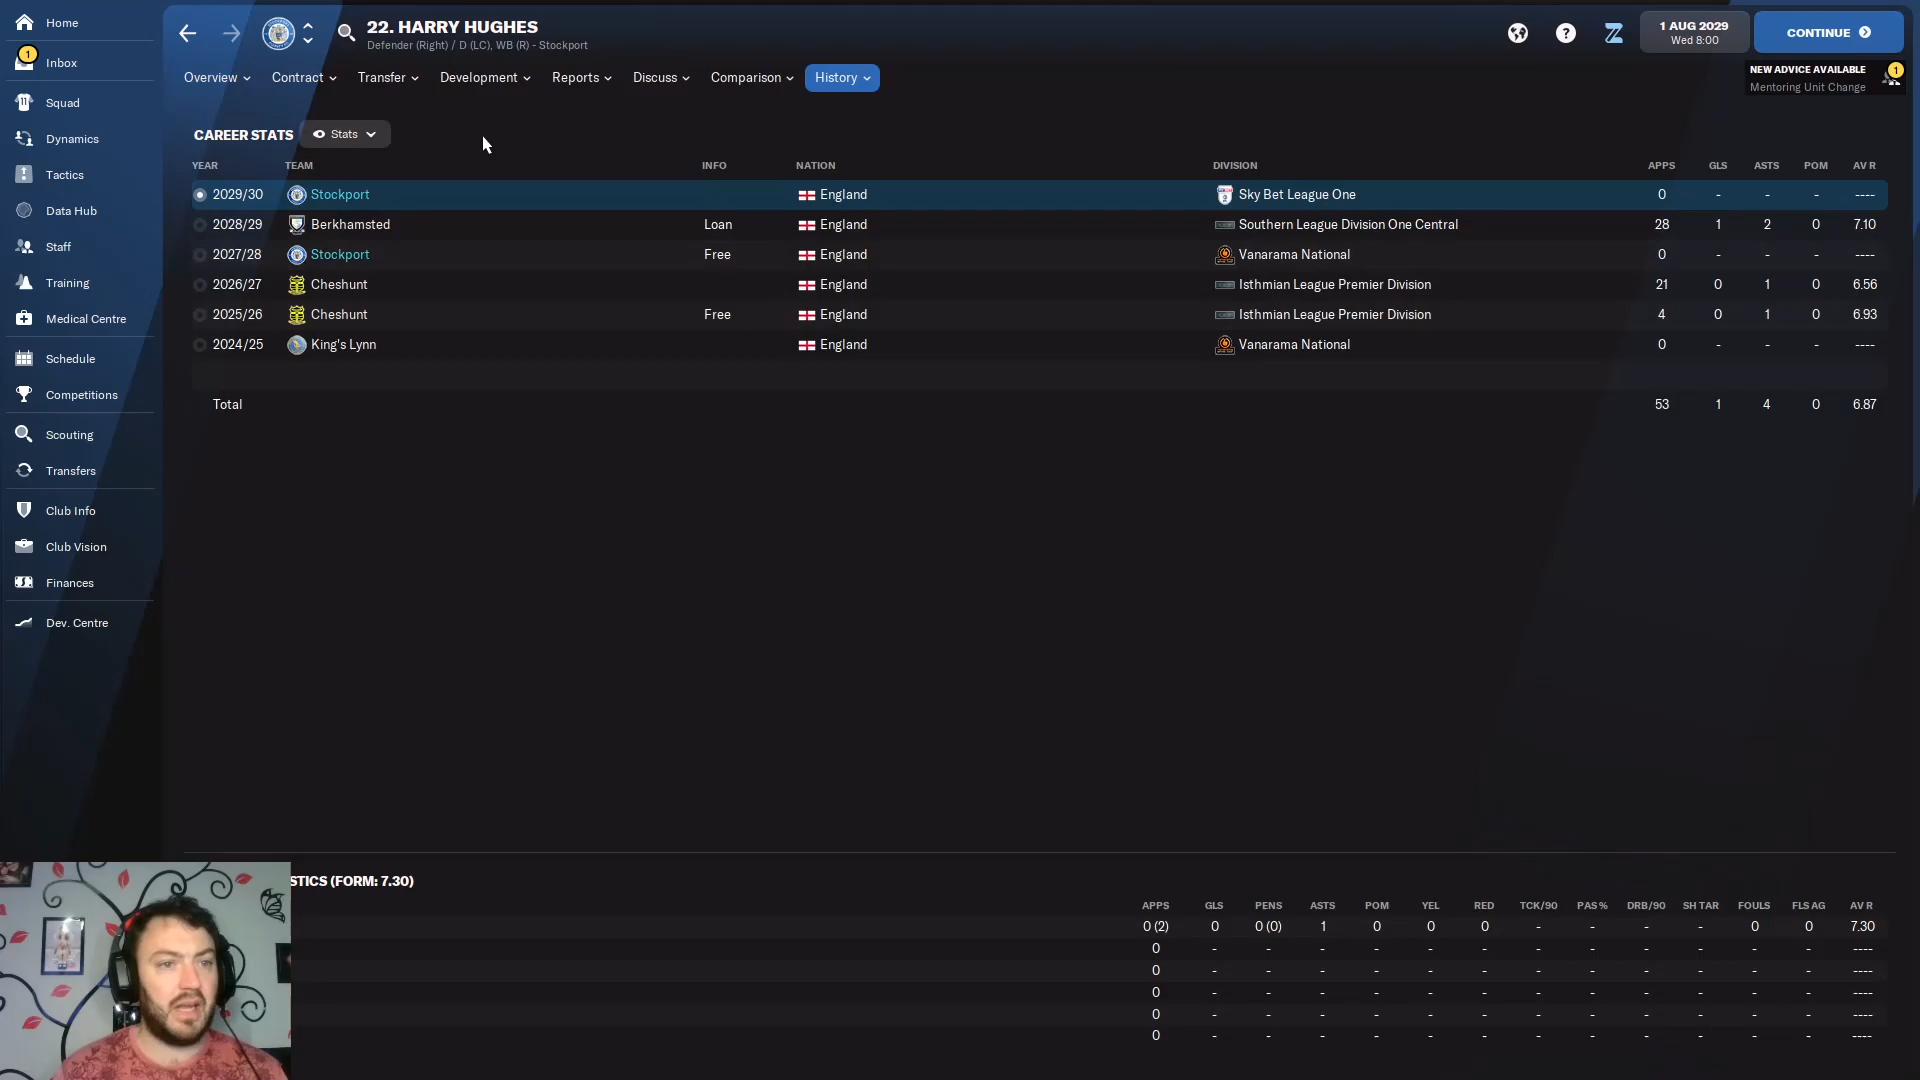 Home
1
Inbox
Squad
Dynamics
Tactics
Data Hub
Staff
Training
Medical Centre
Schedule
Competitions
Scouting
Transfers
Club Info
Club Vision
Finances
Dev. Centre
22. HARRY HUGHES
Defender (Right) / D (LC), WB (R) - Stockport
1 AUG 2029
Wed 8:00
CONTINUE
Overview Contract Transfer Development Reports Discuss Comparison History
NEW ADVICE AVAILABLE 1
Mentoring Unit Change
CAREER STATS Stats
YEAR TEAM INFO NATION DIVISION APPS GLS ASTS POM AV R
2029/30 Stockport England Sky Bet League One 0 - - - ----
2028/29 Berkhamsted Loan England Southern League Division One Central 28 1 2 0 7.10
2027/28 Stockport Free England Vanarama National 0 - - - ----
2026/27 Cheshunt England Isthmian League Premier Division 21 0 1 0 6.56
2025/26 Cheshunt Free England Isthmian League Premier Division 4 0 1 0 6.93
2024/25 King's Lynn England Vanarama National 0 - - - ----
Total 53 1 4 0 6.87
STICS (FORM: 7.30)
APPS GLS PENS ASTS POM YEL RED TCK/90 PAS % DRB/90 SH TAR FOULS FLS AG AV R
0 (2) 0 0 (0) 1 0 0 0 - - - - 0 0 7.30
0 - - - - - - - - - - - - ----
0 - - - - - - - - - - - - ----
0 - - - - - - - - - - - - ----
0 - - - - - - - - - - - - ----
0 - - - - - - - - - - - - ----